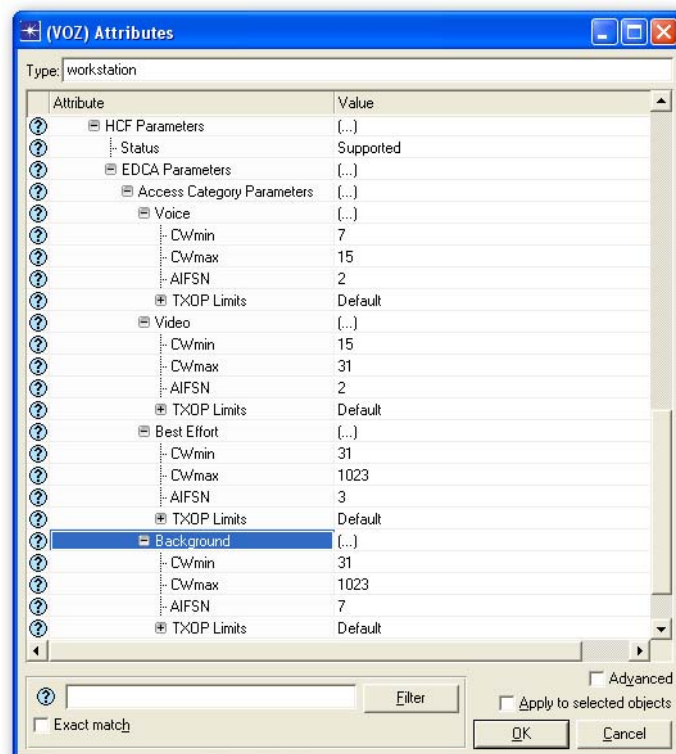 (VOZ) Attributes
Type: workstation
Attribute Value
HCF Parameters (...)
Status Supported
EDCA Parameters (...)
Access Category Parameters (...)
Voice (...)
CWmin 7
CWmax 15
AIFSN 2
TXOP Limits Default
Video (...)
CWmin 15
CWmax 31
AIFSN 2
TXOP Limits Default
Best Effort (...)
CWmin 31
CWmax 1023
AIFSN 3
TXOP Limits Default
Background (...)
CWmin 31
CWmax 1023
AIFSN 7
TXOP Limits Default
Advanced
Filter
Apply to selected objects
Exact match
OK Cancel